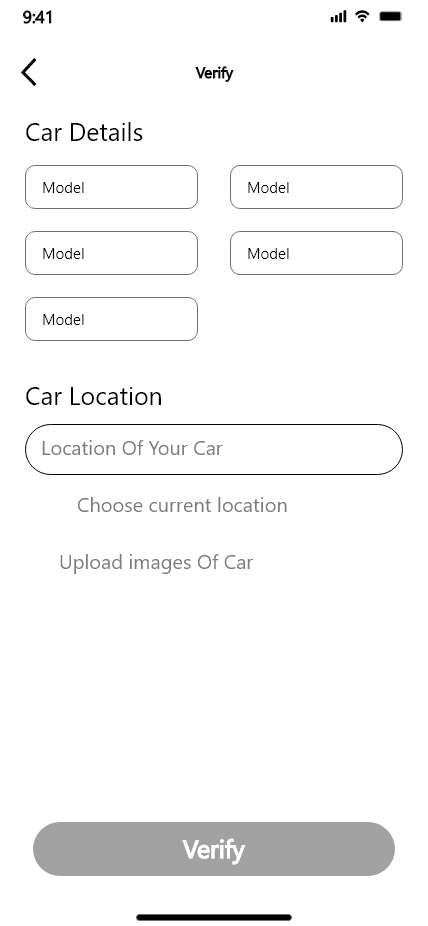 9:41
Verify
Car Details
Model Model
Model Model
Model
Car Location
Location Of Your Car
Choose current location
Upload images Of Car
Verify